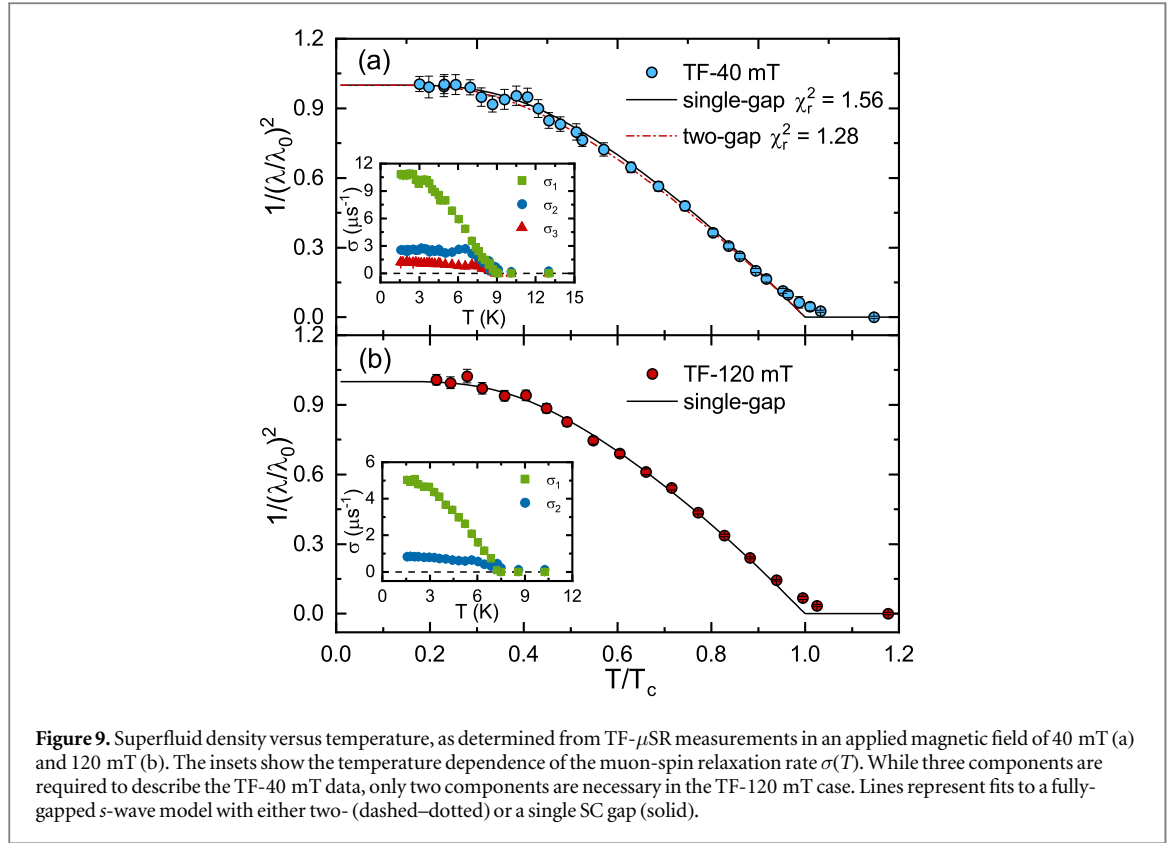 (a)
TF-40 mT
single-gap χr² = 1.56
two-gap χr² = 1.28
1/(λ/λ0)²
1.2
0.9
0.6
0.3
0.0
σ (μs⁻¹)
12
9
6
3
0
σ1
σ2
σ3
0 3 6 9 12 15
T (K)
(b)
TF-120 mT
single-gap
1/(λ/λ0)²
1.2
0.9
0.6
0.3
0.0
σ (μs⁻¹)
6
4
2
0
σ1
σ2
0 3 6 9 12
T (K)
0.0 0.2 0.4 0.6 0.8 1.0 1.2
T/Tc
Figure 9. Superfluid density versus temperature, as determined from TF-μSR measurements in an applied magnetic field of 40 mT (a)
and 120 mT (b). The insets show the temperature dependence of the muon-spin relaxation rate σ(T). While three components are
required to describe the TF-40 mT data, only two components are necessary in the TF-120 mT case. Lines represent fits to a fully-
gapped s-wave model with either two- (dashed–dotted) or a single SC gap (solid).